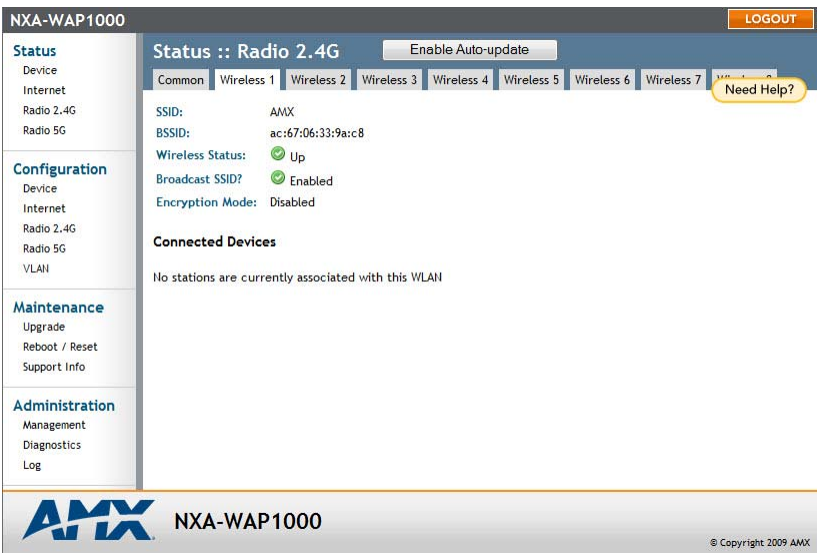 NXA-WAP1000
LOGOUT
Status
Device
Internet
Radio 2.4G
Radio 5G
Configuration
Device
Internet
Radio 2.4G
Radio 5G
VLAN
Maintenance
Upgrade
Reboot / Reset
Support Info
Administration
Management
Diagnostics
Log
Status :: Radio 2.4G
Enable Auto-update
Common Wireless 1 Wireless 2 Wireless 3 Wireless 4 Wireless 5 Wireless 6 Wireless 7
Need Help?
SSID: AMX
BSSID: ac:67:06:33:9a:c8
Wireless Status: Up
Broadcast SSID? Enabled
Encryption Mode: Disabled
Connected Devices
No stations are currently associated with this WLAN
AMX NXA-WAP1000
© Copyright 2009 AMX